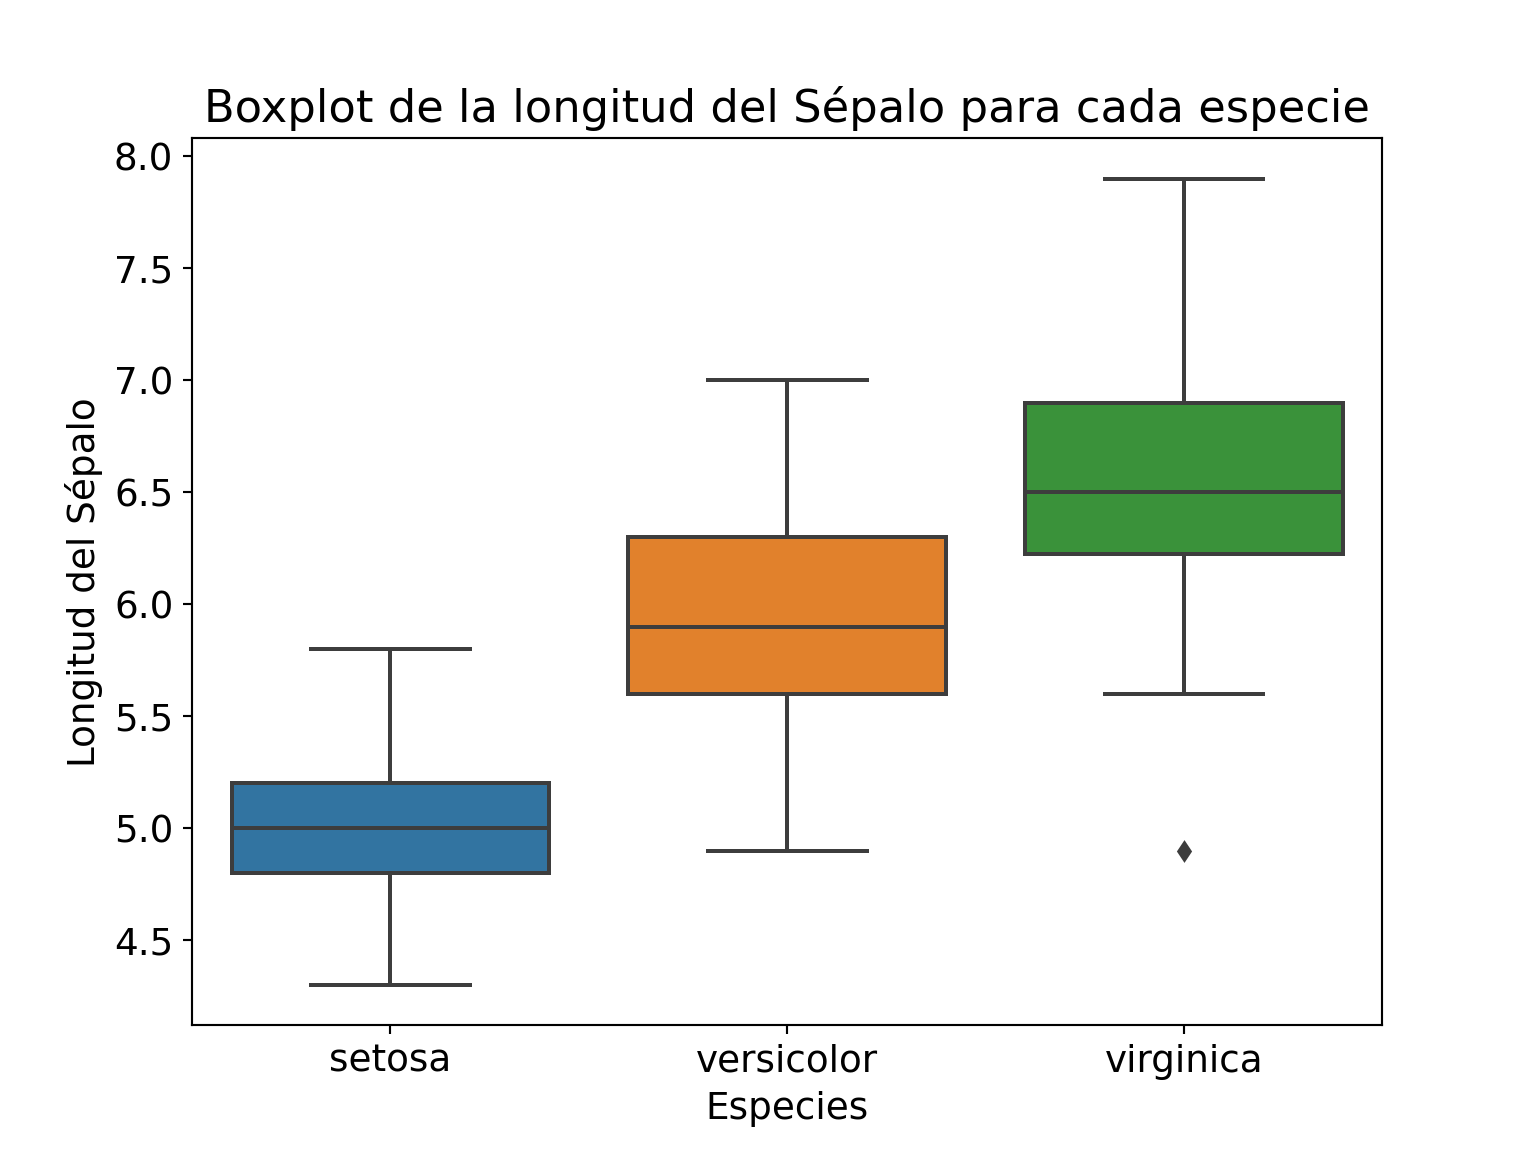 Boxplot de la longitud del Sépalo para cada especie
8.0
7.5
7.0
6.5
6.0
5.5
5.0
4.5
Longitud del Sépalo
setosa versicolor virginica
Especies